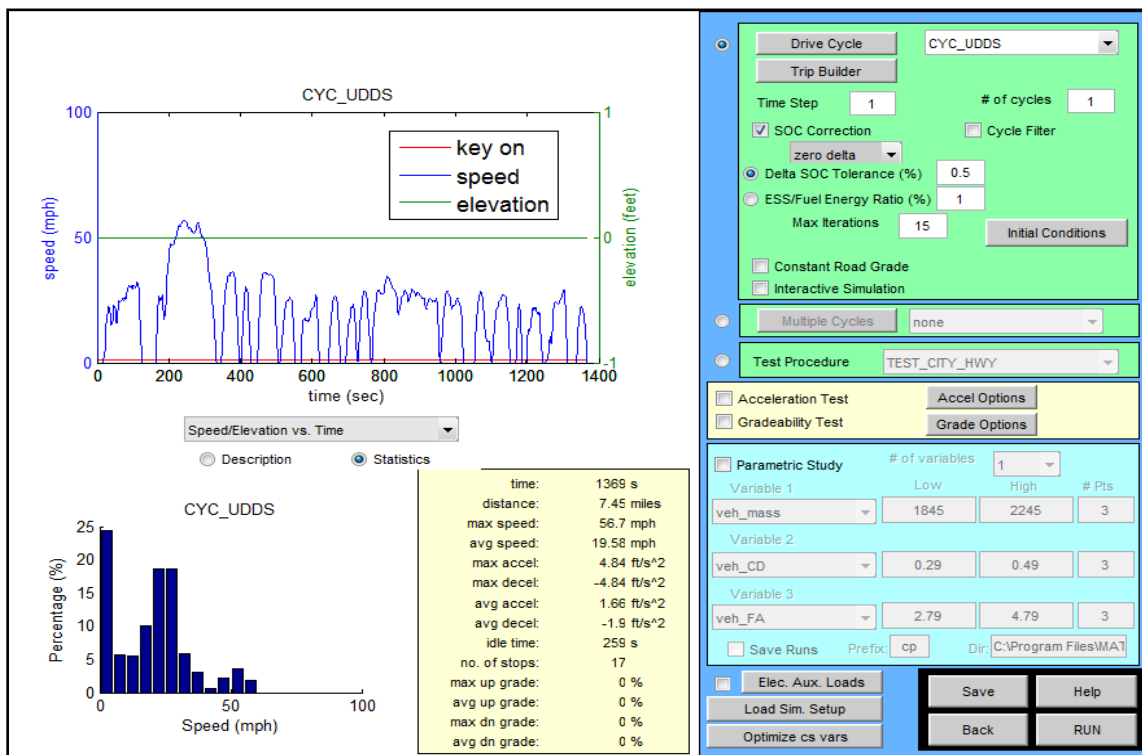 CYC_UDDS
100
50
0
speed (mph)
key on
speed
elevation
1
0
-1
elevation (feet)
0 200 400 600 800 1000 1200 1400
time (sec)
Speed/Elevation vs. Time
Description Statistics
CYC_UDDS
25
20
15
10
5
0
Percentage (%)
0 50 100
Speed (mph)
time: 1369 s
distance: 7.45 miles
max speed: 56.7 mph
avg speed: 19.58 mph
max accel: 4.84 ft/s^2
max decel: -4.84 ft/s^2
avg accel: 1.66 ft/s^2
avg decel: -1.9 ft/s^2
idle time: 259 s
no. of stops: 17
max up grade: 0 %
avg up grade: 0 %
max dn grade: 0 %
avg dn grade: 0 %
Drive Cycle CYC_UDDS
Trip Builder
Time Step 1 # of cycles 1
SOC Correction Cycle Filter
zero delta
Delta SOC Tolerance (%) 0.5
ESS/Fuel Energy Ratio (%) 1
Max Iterations 15 Initial Conditions
Constant Road Grade
Interactive Simulation
Multiple Cycles none
Test Procedure TEST_CITY_HWY
Acceleration Test Accel Options
Gradeability Test Grade Options
Parametric Study # of variables 1
Variable 1 Low High # Pts
veh_mass 1845 2245 3
Variable 2
veh_CD 0.29 0.49 3
Variable 3
veh_FA 2.79 4.79 3
Save Runs Prefix: cp Dir: C:\Program Files\MAT
Elec. Aux. Loads
Load Sim. Setup
Optimize cs vars
Save Help
Back RUN